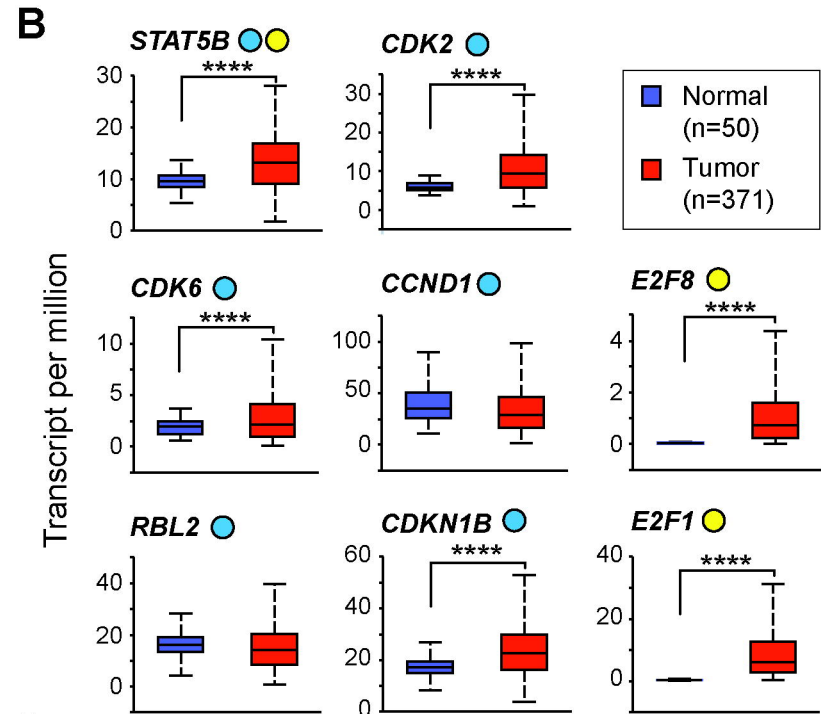 B
STAT5B
CDK2
****
****
30
20
10
0
30
20
10
0
Normal
(n=50)
Tumor
(n=371)
Transcript per million
CDK6
CCND1
E2F8
****
****
10
5
0
100
50
0
4
2
0
RBL2
CDKN1B
E2F1
****
****
40
20
0
60
40
20
0
40
20
0